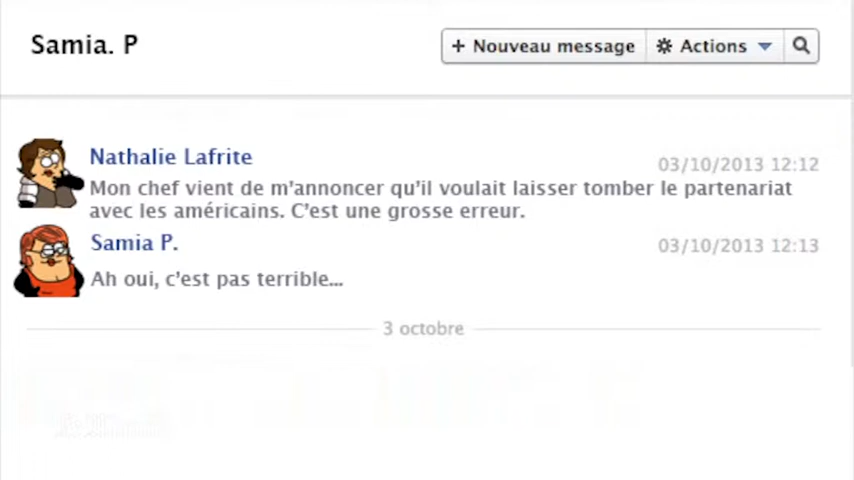 Samia. P
+ Nouveau message
Actions
Nathalie Lafrite
03/10/2013 12:12
Mon chef vient de m'annoncer qu'il voulait laisser tomber le partenariat
avec les américains. C'est une grosse erreur.
Samia P.
03/10/2013 12:13
Ah oui, c'est pas terrible...
3 octobre